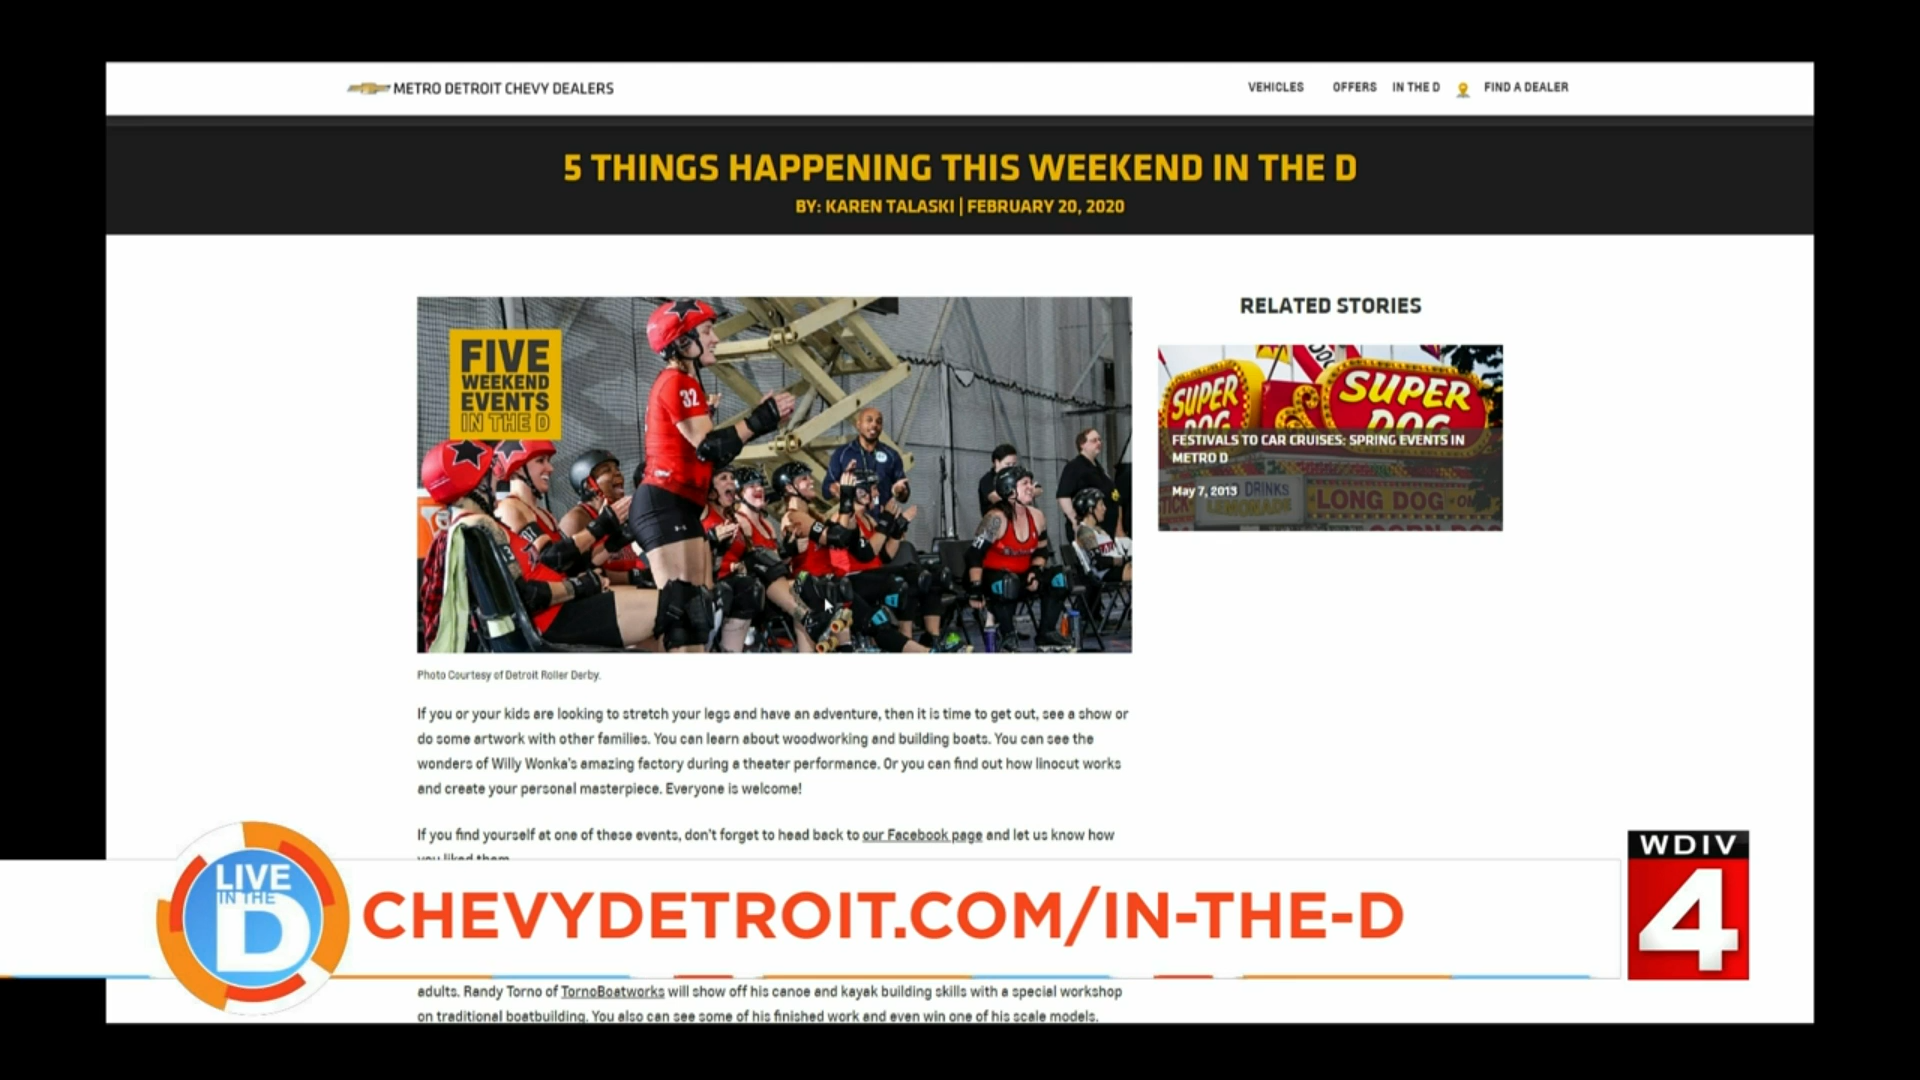 METRO DETROIT CHEVY DEALERS
VEHICLES OFFERS IN THE D FIND A DEALER
5 THINGS HAPPENING THIS WEEKEND IN THE D
BY: KAREN TALASKI | FEBRUARY 20, 2020
FIVE
WEEKEND
EVENTS
IN THE D
32
Photo Courtesy of Detroit Roller Derby.
If you or your kids are looking to stretch your legs and have an adventure, then it is time to get out, see a show or
do some artwork with other families. You can learn about woodworking and building boats. You can see the
wonders of Willy Wonka's amazing factory during a theater performance. Or you can find out how linocut works
and create your personal masterpiece. Everyone is welcome!
If you find yourself at one of these events, don't forget to head back to our Facebook page and let us know how
you liked them.
RELATED STORIES
SUPER
DOG
SUPER
DOG
FESTIVALS TO CAR CRUISES: SPRING EVENTS IN
METRO D
May 7, 2013
DRINKS
LEMONADE
LONG DOG
CORN DOG
LIVE
IN THE
D
CHEVYDETROIT.COM/IN-THE-D
WDIV
4
adults. Randy Torno of TornoBoatworks will show off his canoe and kayak building skills with a special workshop
on traditional boatbuilding. You also can see some of his finished work and even win one of his scale models.